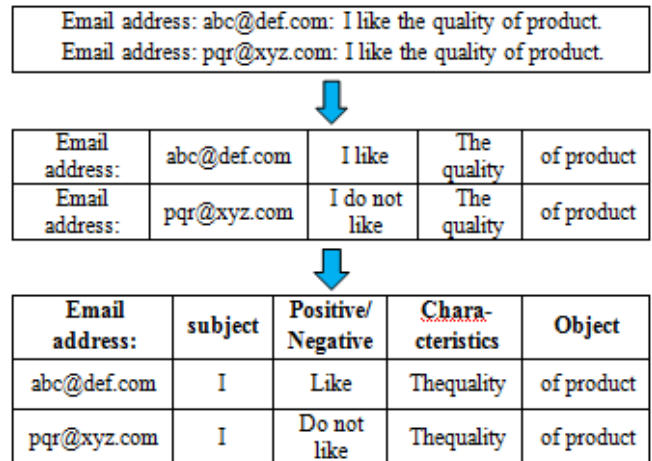 Email address: abc@def.com: I like the quality of product.
Email address: pqr@xyz.com: I like the quality of product.
Email address: abc@def.com I like The quality of product
Email address: pqr@xyz.com I do not like The quality of product
Email address: subject Positive/ Negative Chara-cteristics Object
abc@def.com I Like Thequality of product
pqr@xyz.com I Do not like Thequality of product